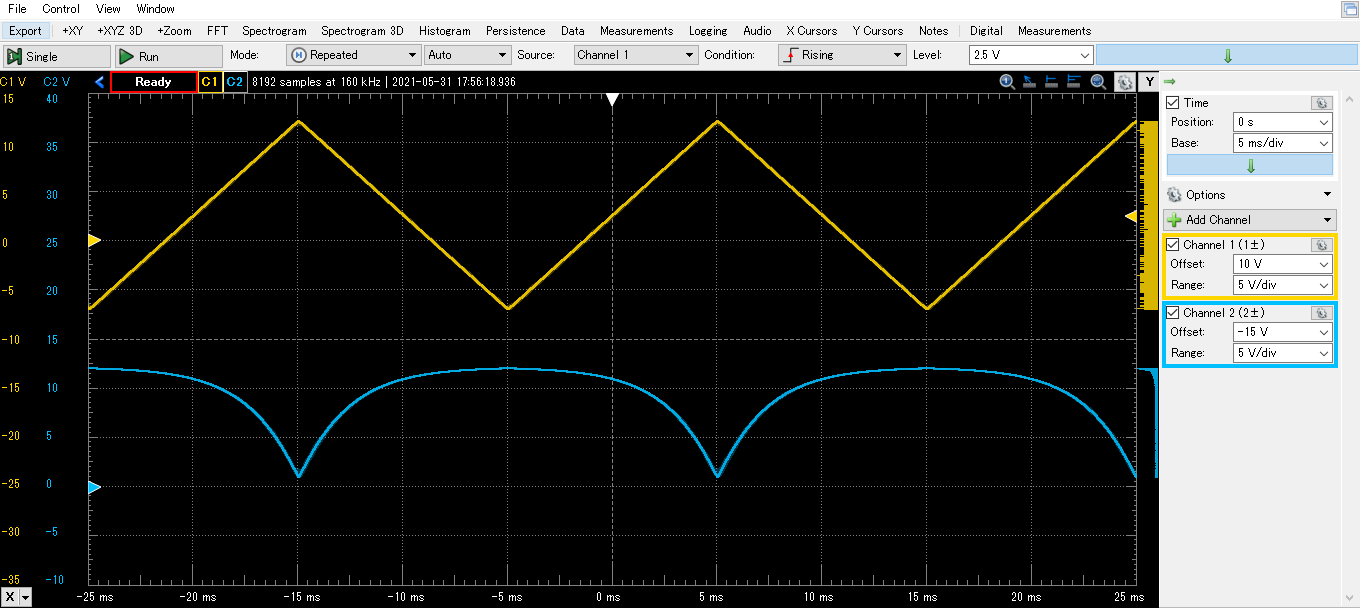 File Control View Window
Export +XY +XYZ 3D +Zoom FFT Spectrogram Spectrogram 3D Histogram Persistence Data Measurements Logging Audio X Cursors Y Cursors Notes Digital Measurements
Single Run Mode: Repeated Auto Source: Channel 1 Condition: Rising Level: 2.5 V
C1 V C2 V Ready C1 C2 8192 samples at 160 kHz | 2021-05-31 17:56:18.936 Y
15 40
10 35
5 30
0 25
-5 20
-10 15
-15 10
-20 5
-25 0
-30 -5
-35 -10
X -25 ms -20 ms -15 ms -10 ms -5 ms 0 ms 5 ms 10 ms 15 ms 20 ms 25 ms
Time
Position: 0 s
Base: 5 ms/div
Options
Add Channel
Channel 1 (1±)
Offset: 10 V
Range: 5 V/div
Channel 2 (2±)
Offset: -15 V
Range: 5 V/div